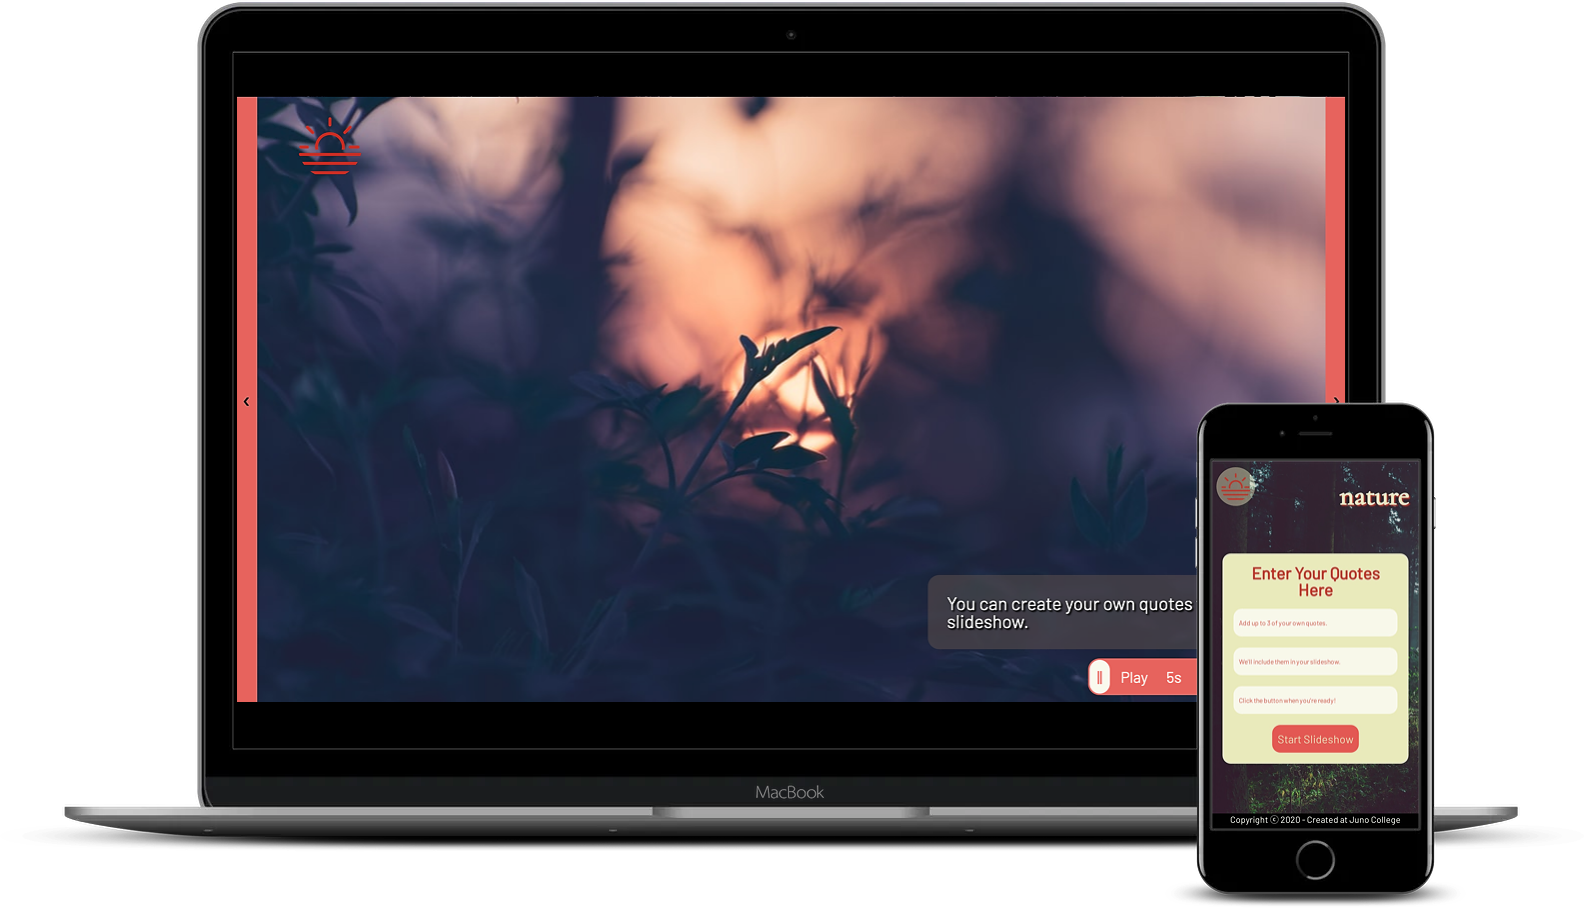 You can create your own quotes
slideshow.
Play 5s
MacBook
nature
Enter Your Quotes
Here
Add up to 3 of your own quotes.
We'll include them in your slideshow.
Click the button when you're ready!
Start Slideshow
Copyright © 2020 - Created at Juno College